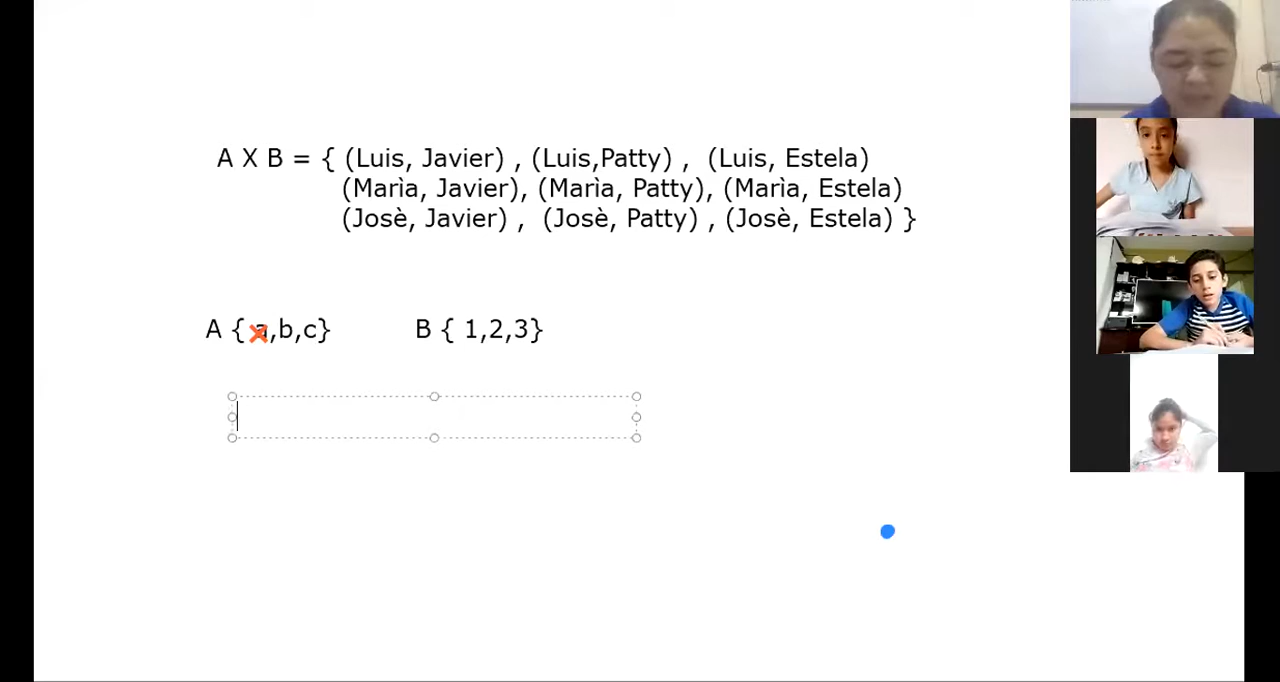 A X B = { (Luis, Javier) , (Luis,Patty) , (Luis, Estela)
(Marìa, Javier), (Marìa, Patty), (Marìa, Estela)
(Josè, Javier) , (Josè, Patty) , (Josè, Estela) }
A { a,b,c} B { 1,2,3}